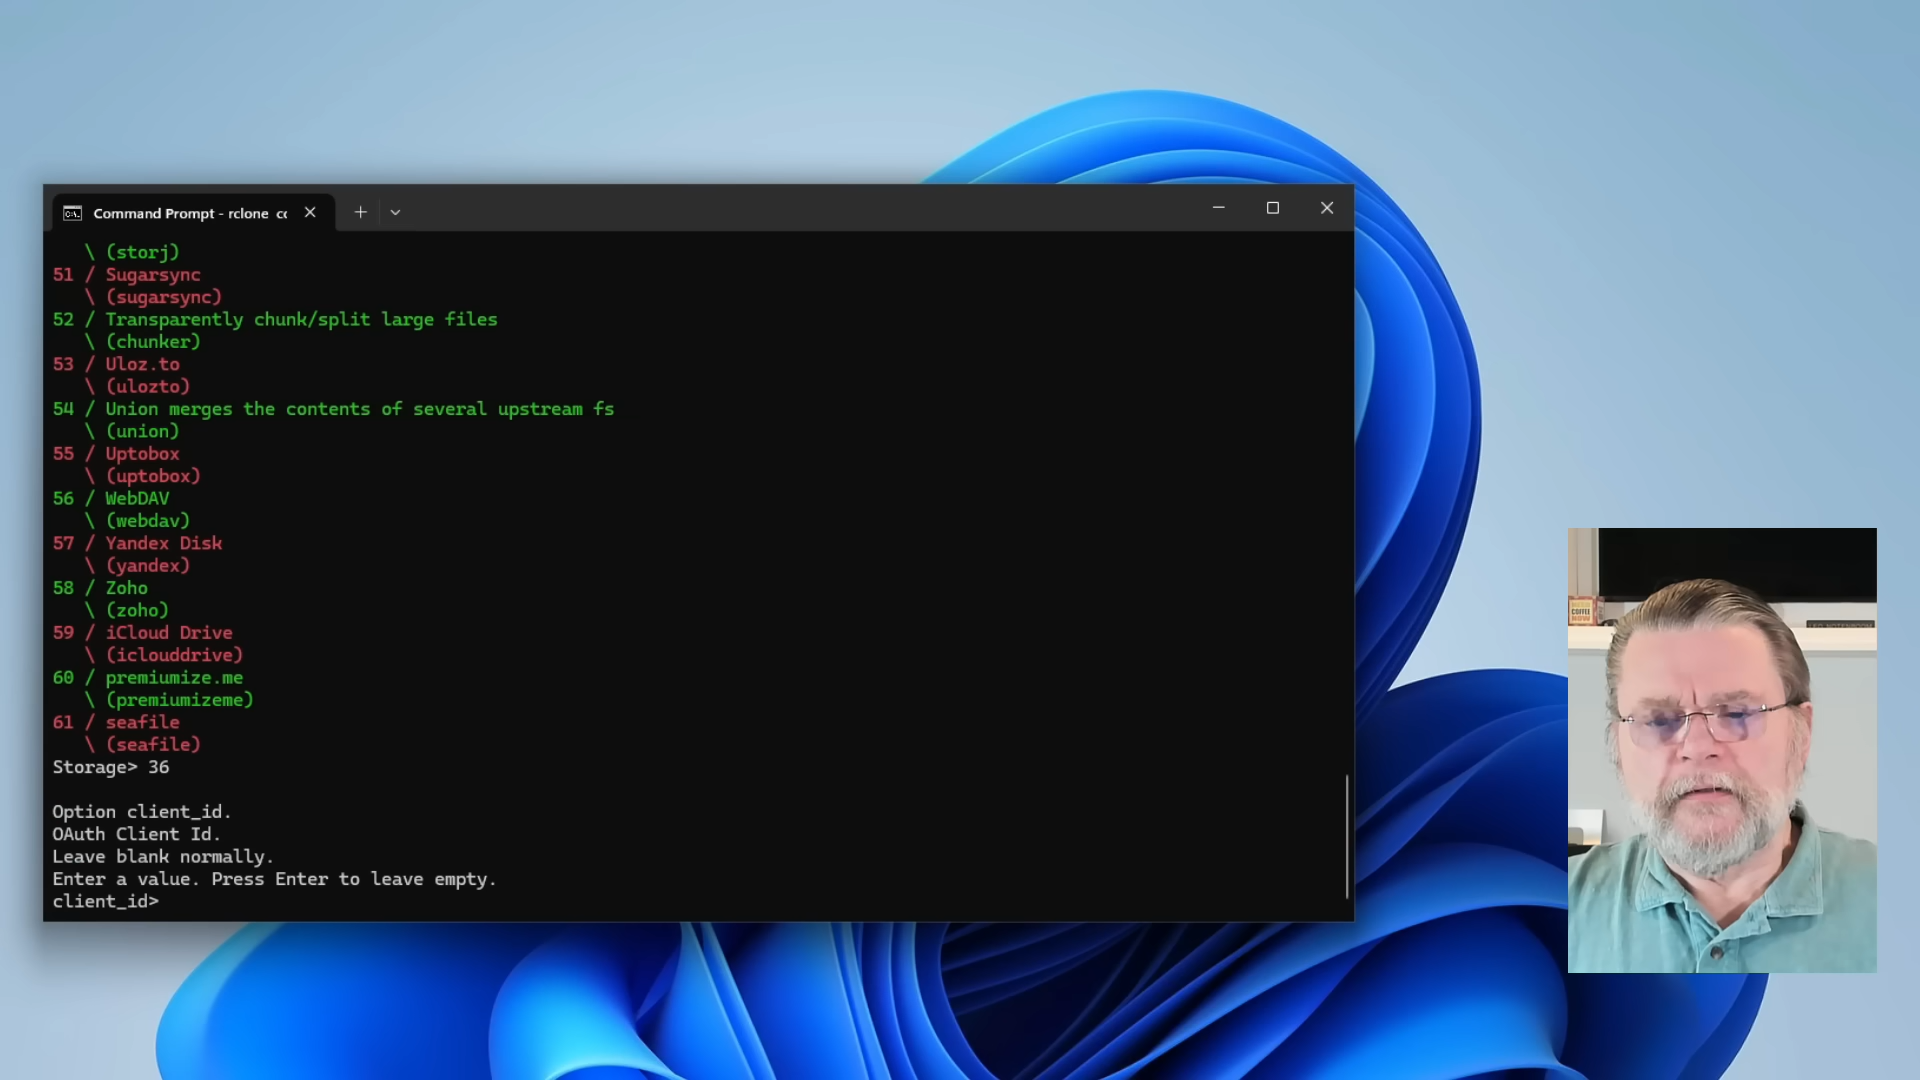 Command Prompt - rclone  cc
\ (storj)
51 / Sugarsync
\ (sugarsync)
52 / Transparently chunk/split large files
\ (chunker)
53 / Uloz.to
\ (ulozto)
54 / Union merges the contents of several upstream fs
\ (union)
55 / Uptobox
\ (uptobox)
56 / WebDAV
\ (webdav)
57 / Yandex Disk
\ (yandex)
58 / Zoho
\ (zoho)
59 / iCloud Drive
\ (iclouddrive)
60 / premiumize.me
\ (premiumizeme)
61 / seafile
\ (seafile)
Storage> 36
Option client_id.
OAuth Client Id.
Leave blank normally.
Enter a value. Press Enter to leave empty.
client_id>
COFFEE